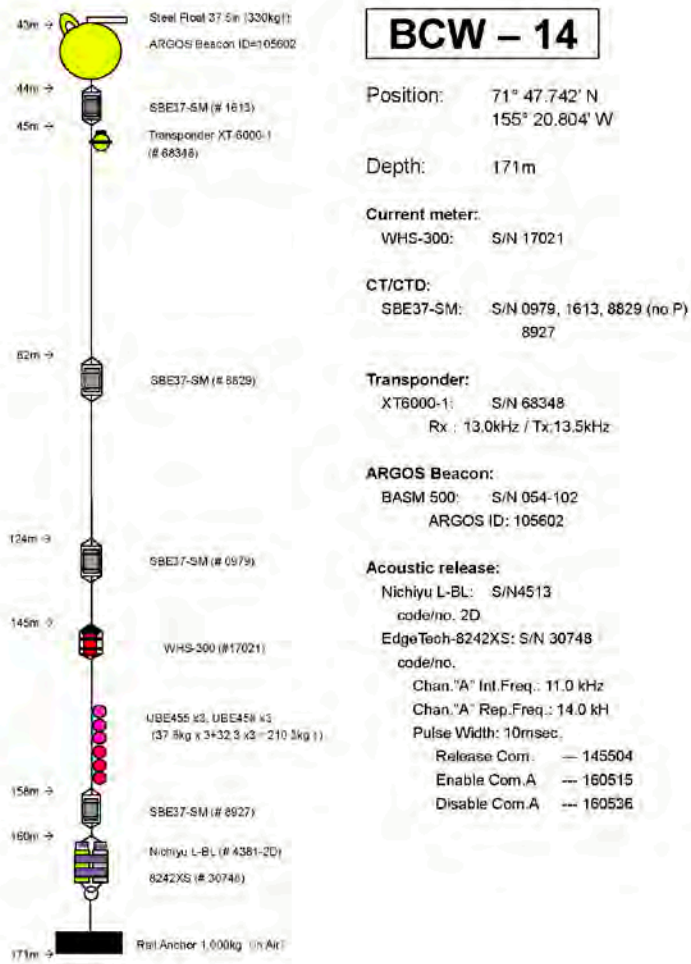 43m →
Steel Float 37.5in (330kg↑)
ARGOS Beacon ID=105602
44m →
SBE37-SM (# 1613)
45m →
Transponder XT-6000-1
(# 68348)
82m →
SBE37-SM (# 8829)
124m →
SBE37-SM (# 0979)
145m →
WHS-300 (#17021)
UBE455 x3, UBE458 x3
(37.8kg x 3+32.3 x3 = 210.3kg ↑)
158m →
SBE37-SM (# 8927)
160m →
Nichiyu L-BL (# 4381-2D)
8242XS (# 30748)
Rail Anchor 1,000kg (in Air)
171m →
BCW – 14
Position: 71° 47.742' N
155° 20.804' W
Depth: 171m
Current meter:
WHS-300: S/N 17021
CT/CTD:
SBE37-SM: S/N 0979, 1613, 8829 (no P)
8927
Transponder:
XT6000-1: S/N 68348
Rx : 13.0kHz / Tx:13.5kHz
ARGOS Beacon:
BASM 500: S/N 054-102
ARGOS ID: 105602
Acoustic release:
Nichiyu L-BL: S/N4513
code/no. 2D
EdgeTech-8242XS: S/N 30748
code/no.
Chan."A" Int.Freq.: 11.0 kHz
Chan."A" Rep.Freq.: 14.0 kH
Pulse Width: 10msec.
Release Com. --- 145504
Enable Com.A --- 160515
Disable Com.A --- 160536